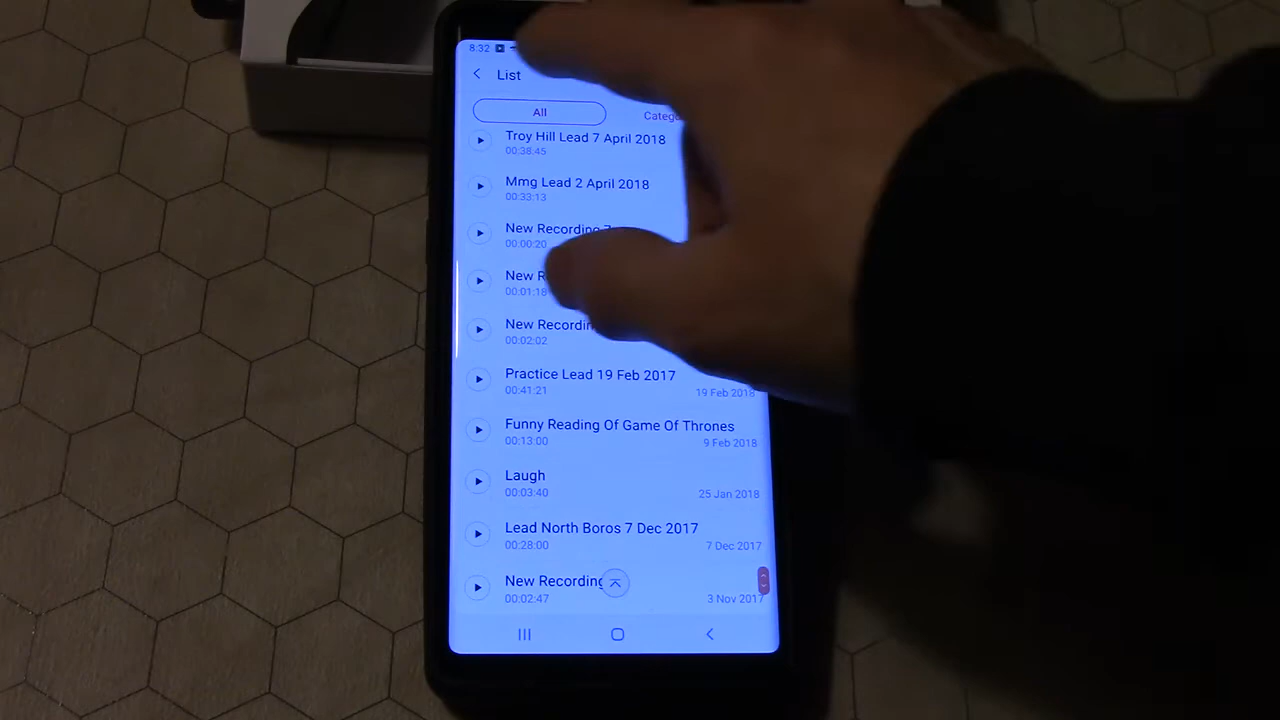 8:32
List
All
Catego
Troy Hill Lead 7 April 2018
00:38:45
Mmg Lead 2 April 2018
00:33:13
New Recording 7
00:00:20
New R
00:01:18
New Recordin
00:02:02
Practice Lead 19 Feb 2017
00:41:21
19 Feb 2018
Funny Reading Of Game Of Thrones
00:13:00
9 Feb 2018
Laugh
00:03:40
25 Jan 2018
Lead North Boros 7 Dec 2017
00:28:00
7 Dec 2017
New Recording
00:02:47
3 Nov 2017